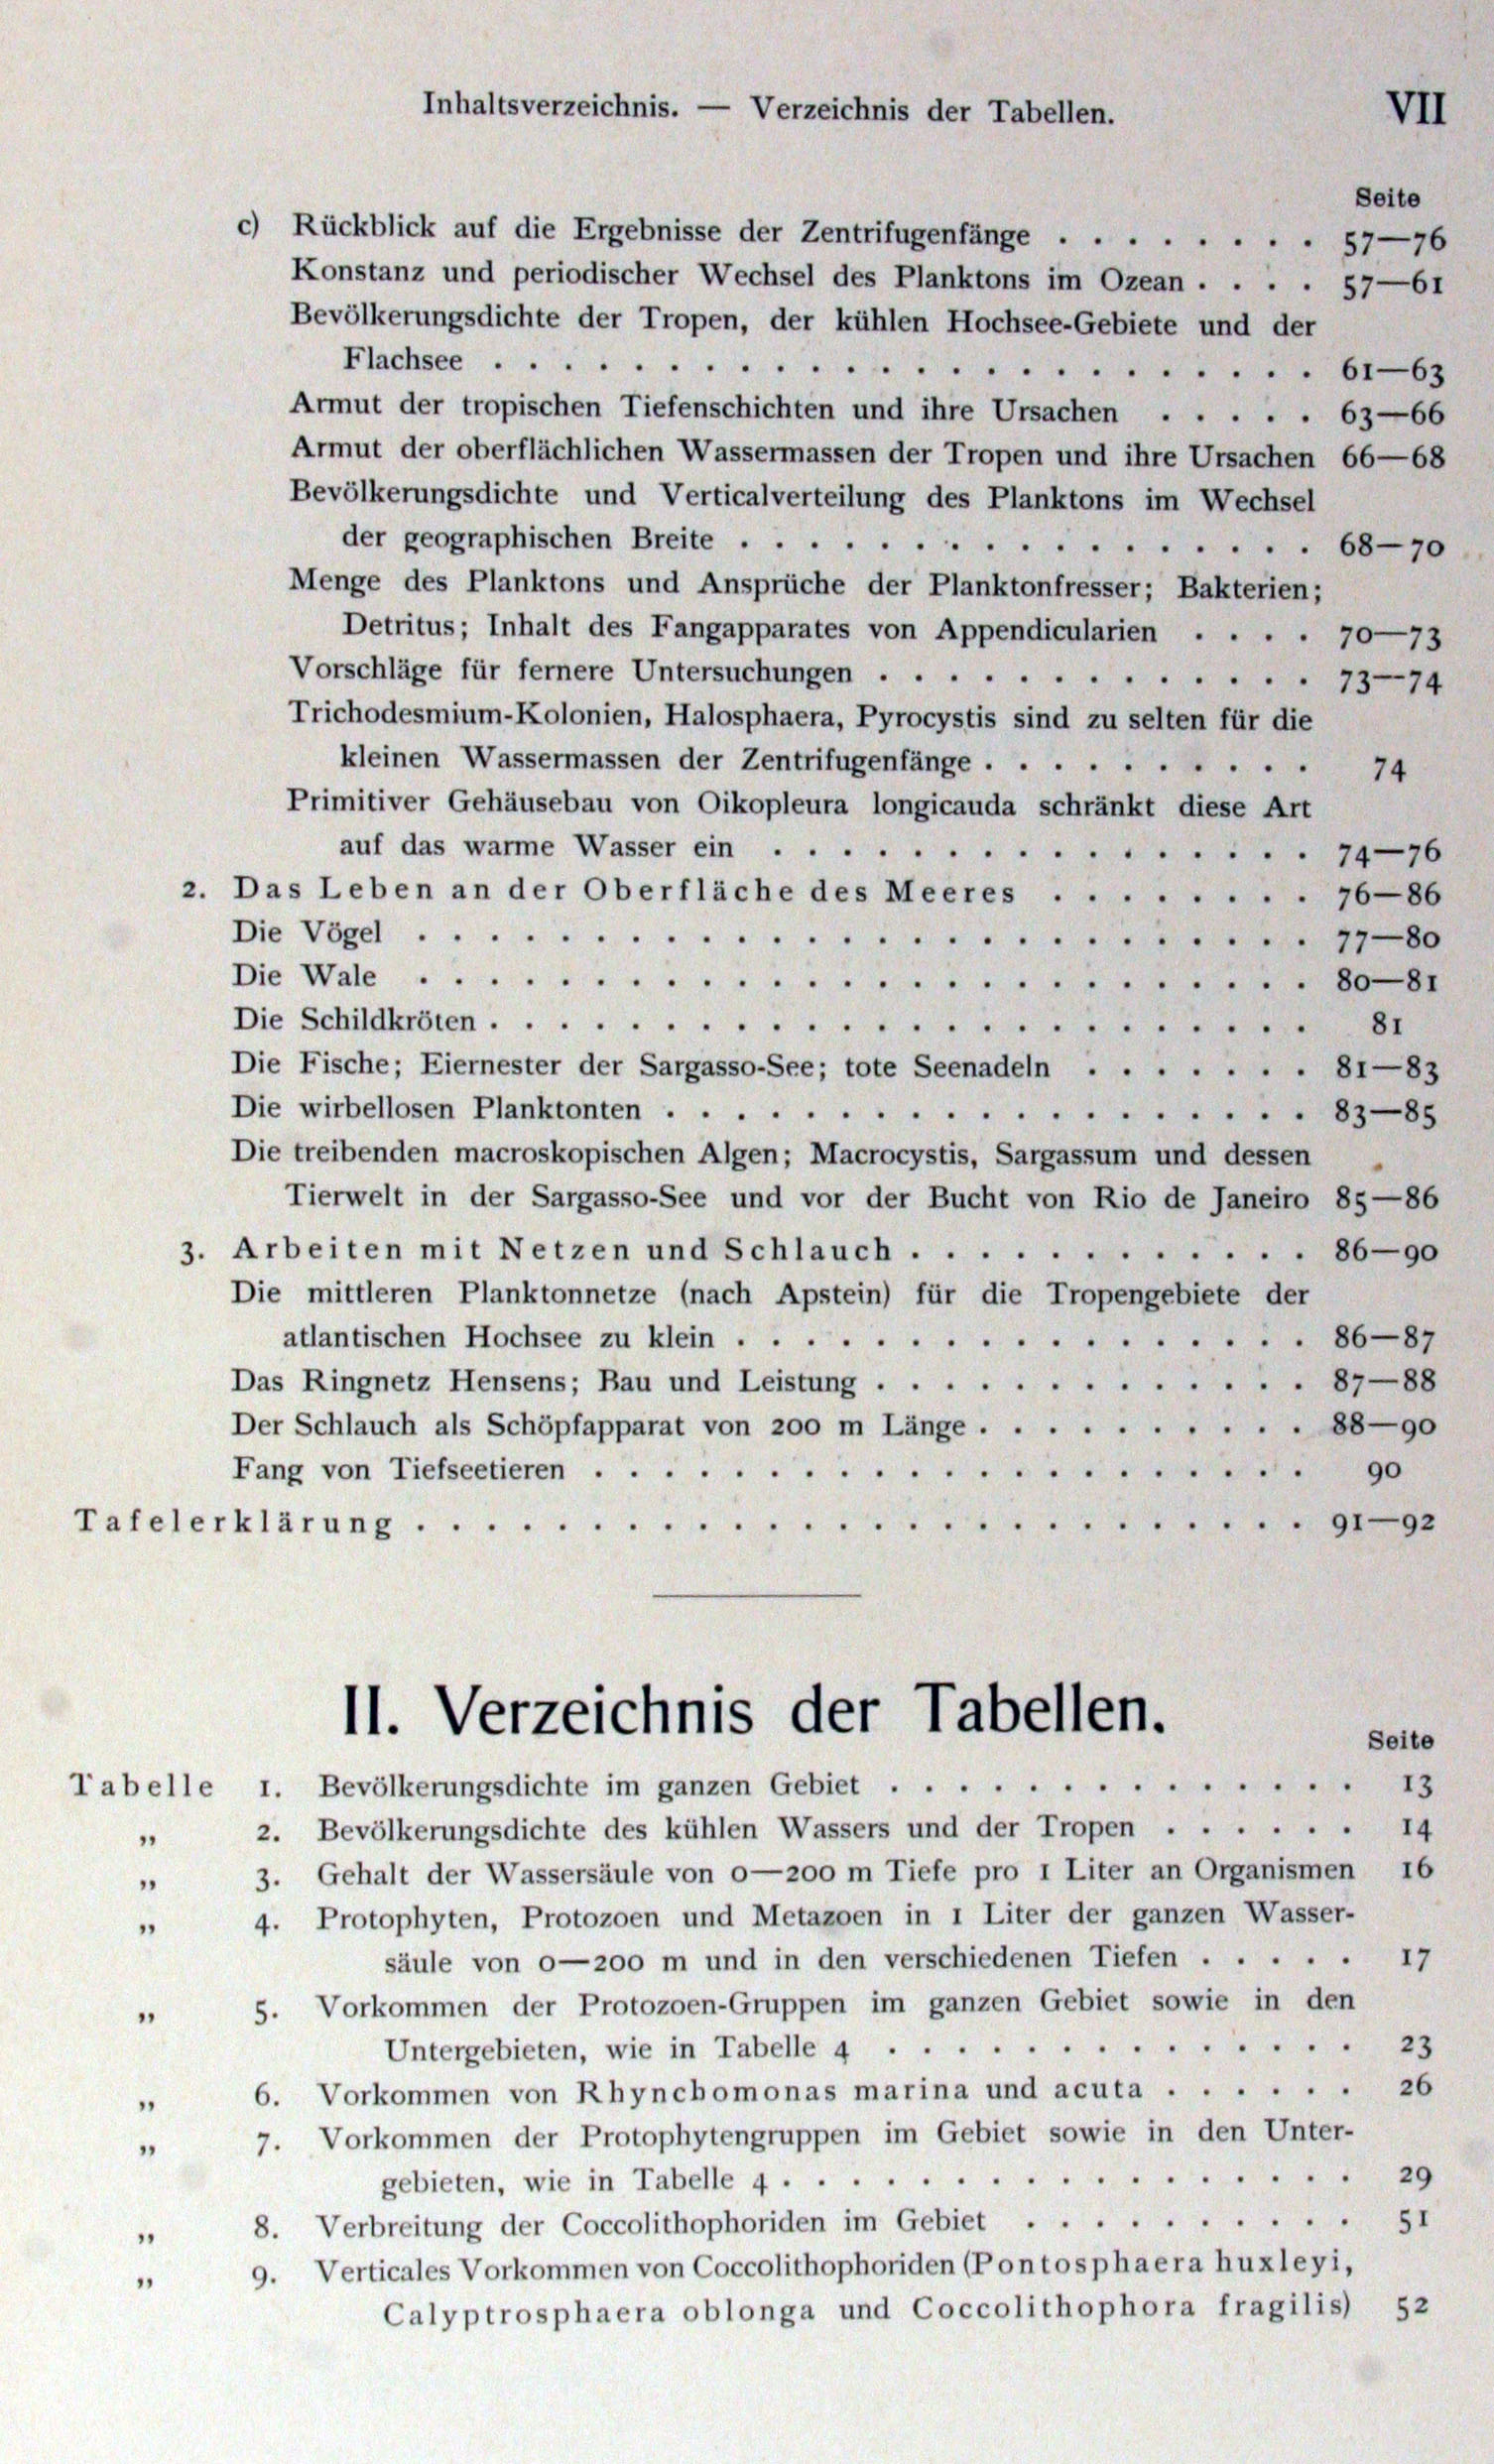 Inhaltsverzeichnis. — Verzeichnis der Tabellen. VII
Seite
c) Rückblick auf die Ergebnisse der Zentrifugenfänge . . . . . . . . 57—76
Konstanz und periodischer Wechsel des Planktons im Ozean . . . . 57—61
Bevölkerungsdichte der Tropen, der kühlen Hochsee-Gebiete und der
Flachsee . . . . . . . . . . . . . . . . . . . . . . . . 61—63
Armut der tropischen Tiefenschichten und ihre Ursachen . . . . . 63—66
Armut der oberflächlichen Wassermassen der Tropen und ihre Ursachen 66—68
Bevölkerungsdichte und Verticalverteilung des Planktons im Wechsel
der geographischen Breite . . . . . . . . . . . . . . . . . 68—70
Menge des Planktons und Ansprüche der Planktonfresser; Bakterien;
Detritus; Inhalt des Fangapparates von Appendicularien . . . . 70—73
Vorschläge für fernere Untersuchungen . . . . . . . . . . . . . 73—74
Trichodesmium-Kolonien, Halosphaera, Pyrocystis sind zu selten für die
kleinen Wassermassen der Zentrifugenfänge . . . . . . . . . . 74
Primitiver Gehäusebau von Oikopleura longicauda schränkt diese Art
auf das warme Wasser ein . . . . . . . . . . . . . . . . 74—76
2. Das Leben an der Oberfläche des Meeres . . . . . . . . 76—86
Die Vögel . . . . . . . . . . . . . . . . . . . . . . . . . . 77—80
Die Wale . . . . . . . . . . . . . . . . . . . . . . . . . . 80—81
Die Schildkröten . . . . . . . . . . . . . . . . . . . . . . . . 81
Die Fische; Eiernester der Sargasso-See; tote Seenadeln . . . . . . . 81—83
Die wirbellosen Planktonten . . . . . . . . . . . . . . . . . . . 83—85
Die treibenden macroskopischen Algen; Macrocystis, Sargassum und dessen
Tierwelt in der Sargasso-See und vor der Bucht von Rio de Janeiro 85—86
3. Arbeiten mit Netzen und Schlauch . . . . . . . . . . . . 86—90
Die mittleren Planktonnetze (nach Apstein) für die Tropengebiete der
atlantischen Hochsee zu klein . . . . . . . . . . . . . . . . . 86—87
Das Ringnetz Hensens; Bau und Leistung . . . . . . . . . . . . . 87—88
Der Schlauch als Schöpfapparat von 200 m Länge . . . . . . . . . . 88—90
Fang von Tiefseetieren . . . . . . . . . . . . . . . . . . . . . 90
Tafelerklärung . . . . . . . . . . . . . . . . . . . . . . . . . . 91—92
II. Verzeichnis der Tabellen.
Seite
Tabelle 1. Bevölkerungsdichte im ganzen Gebiet . . . . . . . . . . . . . . 13
„ 2. Bevölkerungsdichte des kühlen Wassers und der Tropen . . . . . . 14
„ 3. Gehalt der Wassersäule von 0—200 m Tiefe pro 1 Liter an Organismen 16
„ 4. Protophyten, Protozoen und Metazoen in 1 Liter der ganzen Wasser-
säule von 0—200 m und in den verschiedenen Tiefen . . . . . 17
„ 5. Vorkommen der Protozoen-Gruppen im ganzen Gebiet sowie in den
Untergebieten, wie in Tabelle 4 . . . . . . . . . . . . . . 23
„ 6. Vorkommen von Rhynchomonas marina und acuta . . . . . . 26
„ 7. Vorkommen der Protophytengruppen im Gebiet sowie in den Unter-
gebieten, wie in Tabelle 4 . . . . . . . . . . . . . . . . . 29
„ 8. Verbreitung der Coccolithophoriden im Gebiet . . . . . . . . . . 51
„ 9. Verticales Vorkommen von Coccolithophoriden (Pontosphaera huxleyi,
Calyptrosphaera oblonga und Coccolithophora fragilis) 52